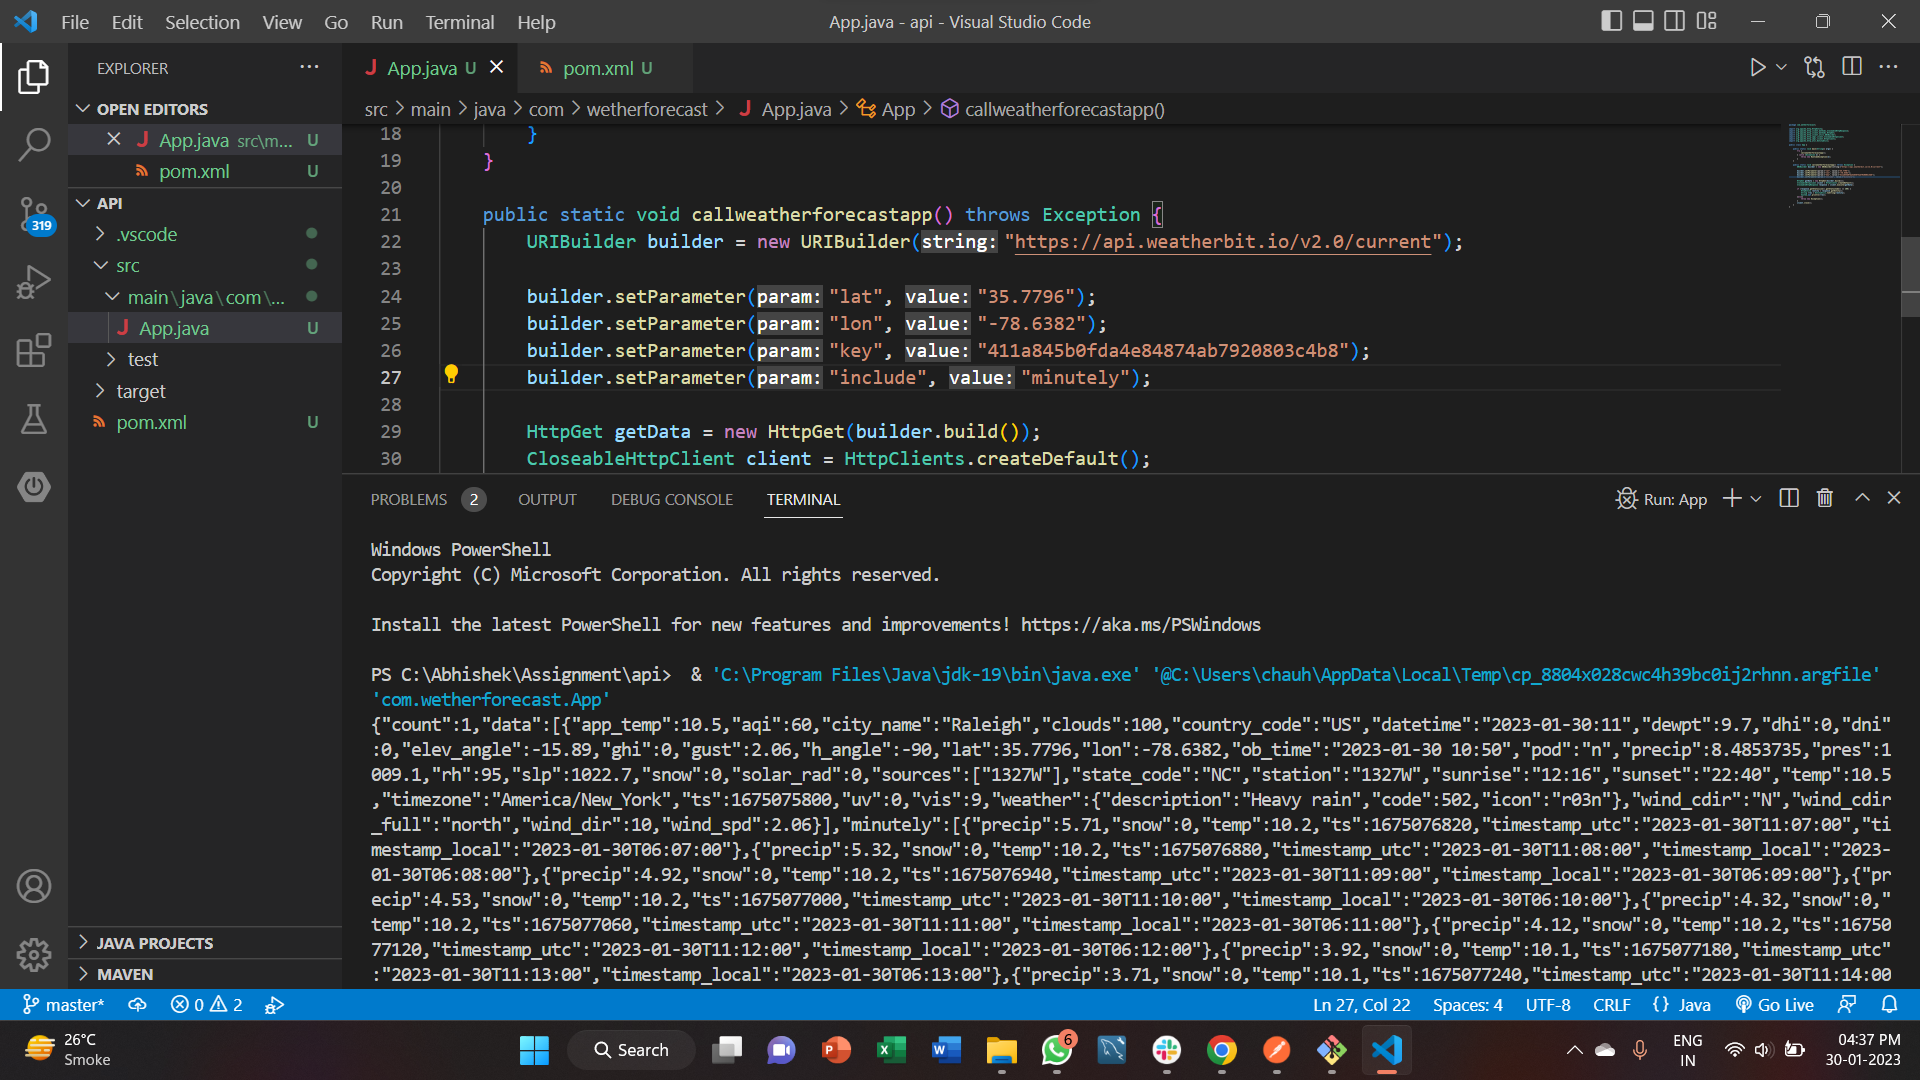 File Edit Selection View Go Run Terminal Help
App.java - api - Visual Studio Code
EXPLORER
OPEN EDITORS
App.java src\m... U
pom.xml U
API
.vscode
src
main\java\com\...
App.java U
test
target
pom.xml U
JAVA PROJECTS
MAVEN
319
App.java U
pom.xml U
src > main > java > com > wetherforecast > App.java > App > callweatherforecastapp()
18 }
19 }
20
21 public static void callweatherforecastapp() throws Exception {
22 URIBuilder builder = new URIBuilder(string: "https://api.weatherbit.io/v2.0/current");
23
24 builder.setParameter(param: "lat", value: "35.7796");
25 builder.setParameter(param: "lon", value: "-78.6382");
26 builder.setParameter(param: "key", value: "411a845b0fda4e84874ab7920803c4b8");
27 builder.setParameter(param: "include", value: "minutely");
28
29 HttpGet getData = new HttpGet(builder.build());
30 CloseableHttpClient client = HttpClients.createDefault();
PROBLEMS 2 OUTPUT DEBUG CONSOLE TERMINAL
Run: App
Windows PowerShell
Copyright (C) Microsoft Corporation. All rights reserved.
Install the latest PowerShell for new features and improvements! https://aka.ms/PSWindows
PS C:\Abhishek\Assignment\api>  & 'C:\Program Files\Java\jdk-19\bin\java.exe' '@C:\Users\chauh\AppData\Local\Temp\cp_8804x028cwc4h39bc0ij2rhnn.argfile'
'com.wetherforecast.App'
{"count":1,"data":[{"app_temp":10.5,"aqi":60,"city_name":"Raleigh","clouds":100,"country_code":"US","datetime":"2023-01-30:11","dewpt":9.7,"dhi":0,"dni"
:0,"elev_angle":-15.89,"ghi":0,"gust":2.06,"h_angle":-90,"lat":35.7796,"lon":-78.6382,"ob_time":"2023-01-30 10:50","pod":"n","precip":8.4853735,"pres":1
009.1,"rh":95,"slp":1022.7,"snow":0,"solar_rad":0,"sources":["1327W"],"state_code":"NC","station":"1327W","sunrise":"12:16","sunset":"22:40","temp":10.5
,"timezone":"America/New_York","ts":1675075800,"uv":0,"vis":9,"weather":{"description":"Heavy rain","code":502,"icon":"r03n"},"wind_cdir":"N","wind_cdir
_full":"north","wind_dir":10,"wind_spd":2.06}],"minutely":[{"precip":5.71,"snow":0,"temp":10.2,"ts":1675076820,"timestamp_utc":"2023-01-30T11:07:00","ti
mestamp_local":"2023-01-30T06:07:00"},{"precip":5.32,"snow":0,"temp":10.2,"ts":1675076880,"timestamp_utc":"2023-01-30T11:08:00","timestamp_local":"2023-
01-30T06:08:00"},{"precip":4.92,"snow":0,"temp":10.2,"ts":1675076940,"timestamp_utc":"2023-01-30T11:09:00","timestamp_local":"2023-01-30T06:09:00"},{"pr
ecip":4.53,"snow":0,"temp":10.2,"ts":1675077000,"timestamp_utc":"2023-01-30T11:10:00","timestamp_local":"2023-01-30T06:10:00"},{"precip":4.32,"snow":0,"
temp":10.2,"ts":1675077060,"timestamp_utc":"2023-01-30T11:11:00","timestamp_local":"2023-01-30T06:11:00"},{"precip":4.12,"snow":0,"temp":10.2,"ts":16750
77120,"timestamp_utc":"2023-01-30T11:12:00","timestamp_local":"2023-01-30T06:12:00"},{"precip":3.92,"snow":0,"temp":10.1,"ts":1675077180,"timestamp_utc"
:"2023-01-30T11:13:00","timestamp_local":"2023-01-30T06:13:00"},{"precip":3.71,"snow":0,"temp":10.1,"ts":1675077240,"timestamp_utc":"2023-01-30T11:14:00
master* 0 2
Ln 27, Col 22 Spaces: 4 UTF-8 CRLF {} Java Go Live
26°C
Smoke
Search
6
ENG
IN
04:37 PM
30-01-2023